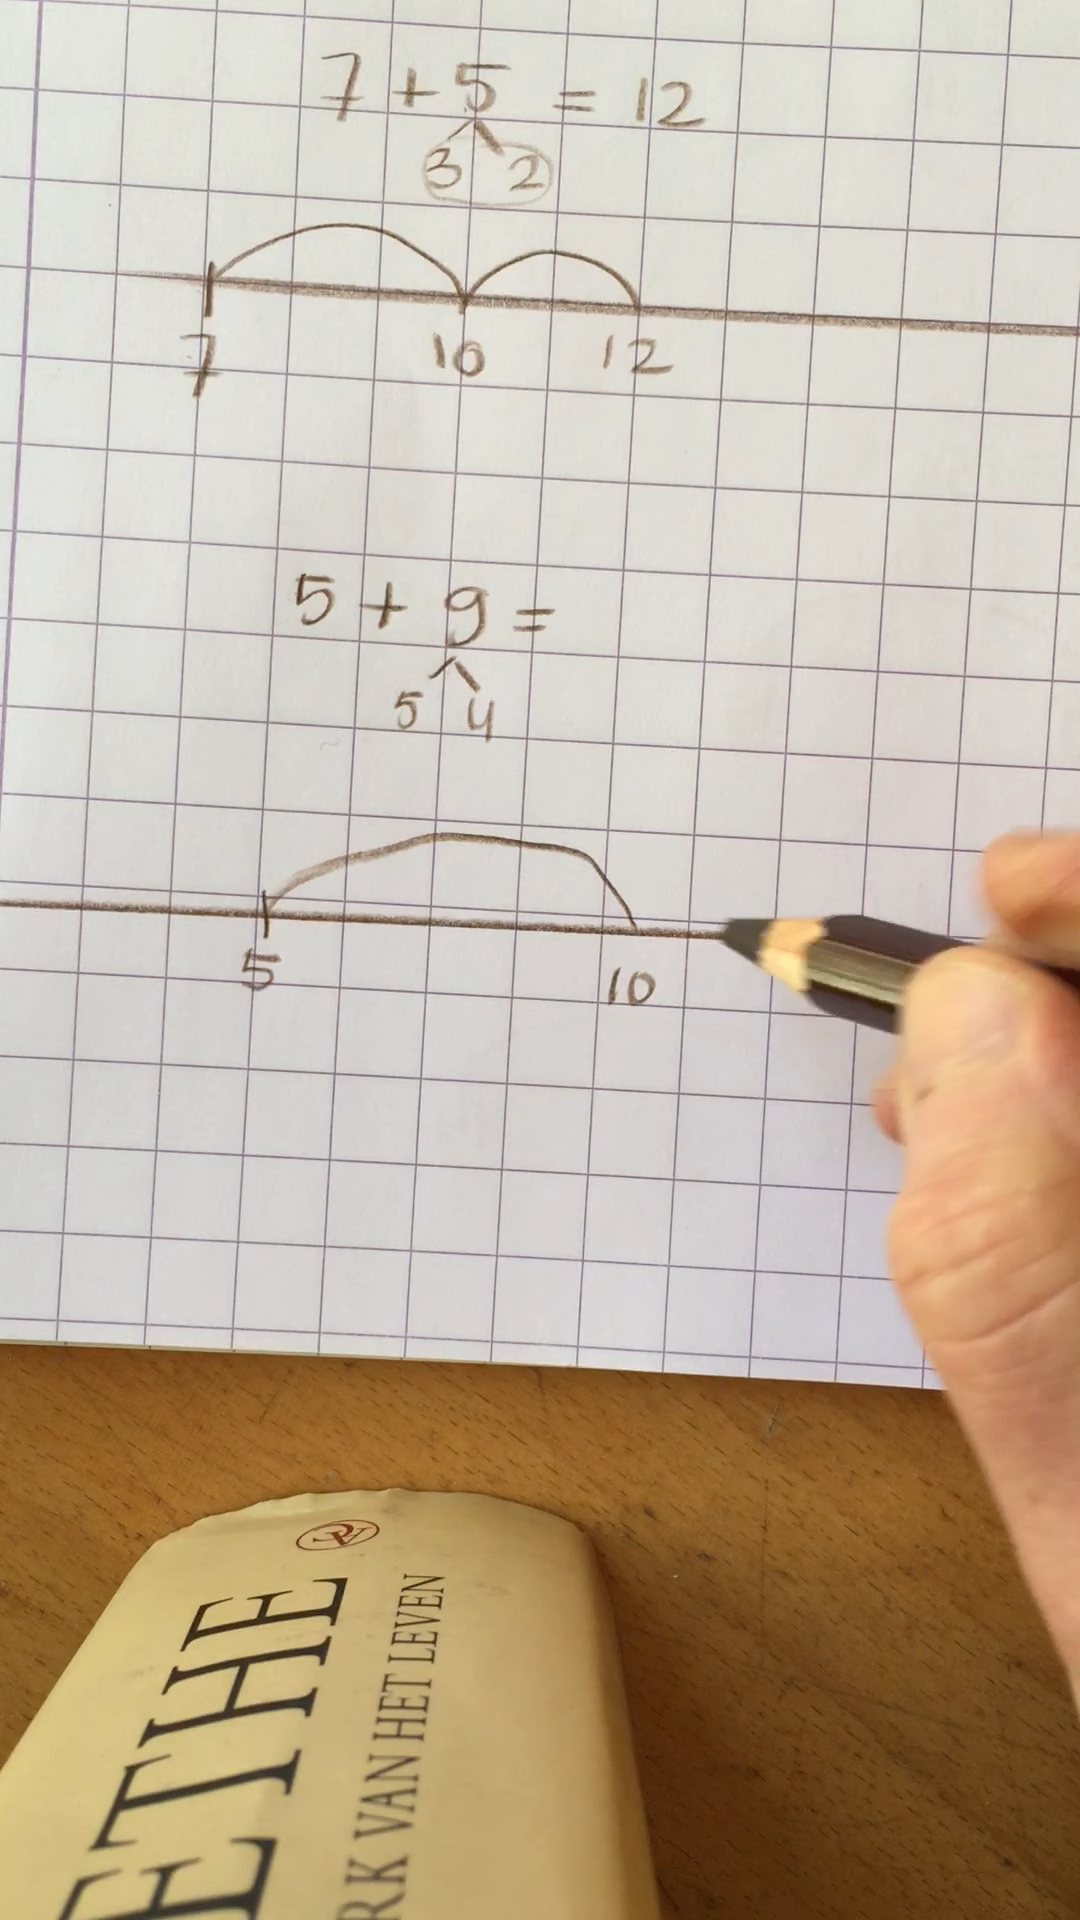 7 + 5 = 12
3 2
7 10 12
5 + 9 =
5 4
5 10
ETHE
RK VAN HET LEVEN